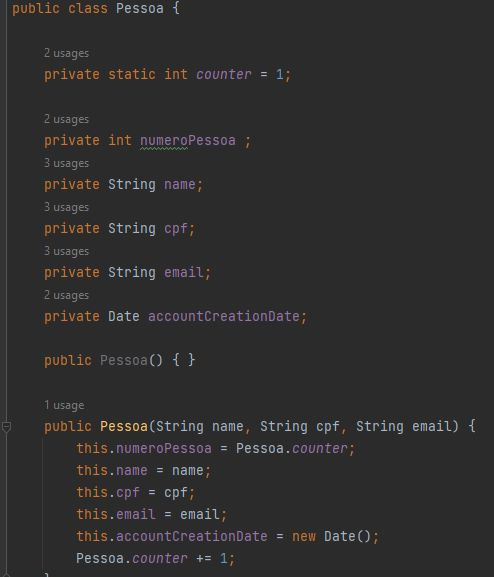 public class Pessoa {
2 usages
private static int counter = 1;
2 usages
private int numeroPessoa ;
3 usages
private String name;
3 usages
private String cpf;
3 usages
private String email;
2 usages
private Date accountCreationDate;
public Pessoa() { }
1 usage
public Pessoa(String name, String cpf, String email) {
this.numeroPessoa = Pessoa.counter;
this.name = name;
this.cpf = cpf;
this.email = email;
this.accountCreationDate = new Date();
Pessoa.counter += 1;
}